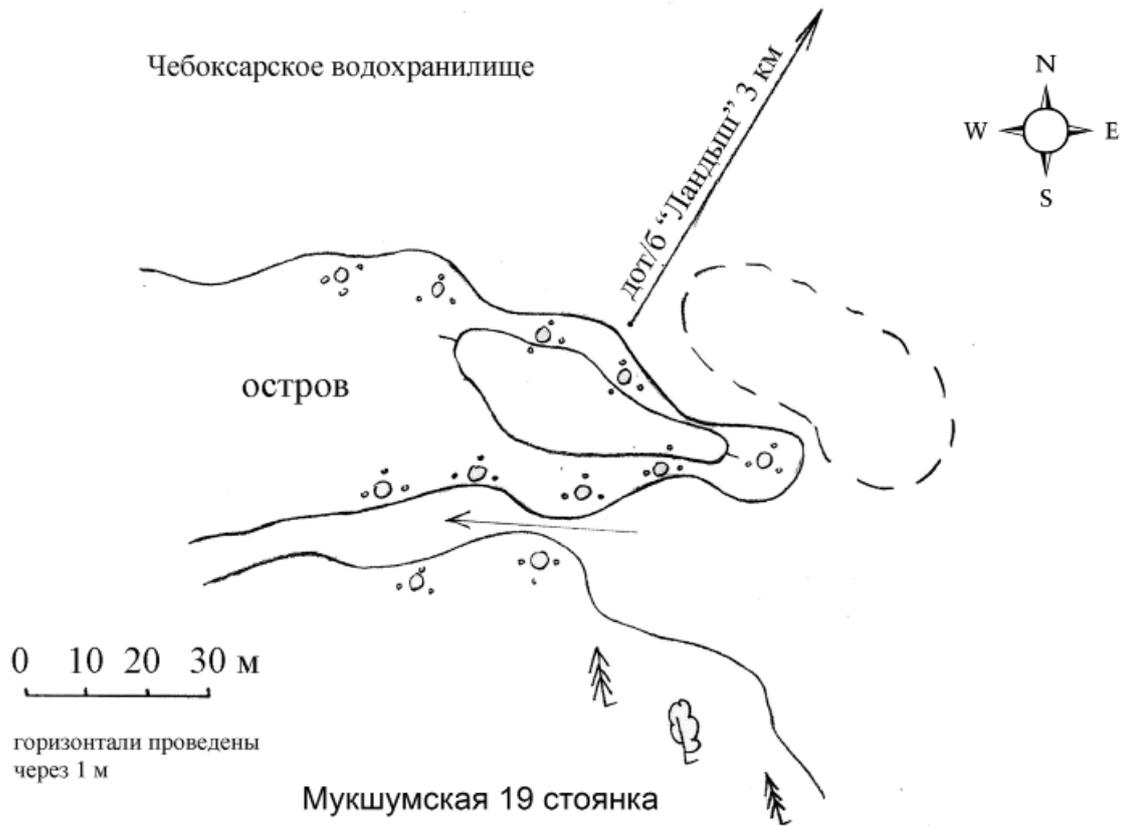 Чебоксарское водохранилище
дот/б “Ландыш” 3 км
N
W E
S
остров
0 10 20 30 м
горизонтали проведены
через 1 м
Мукшумская 19 стоянка